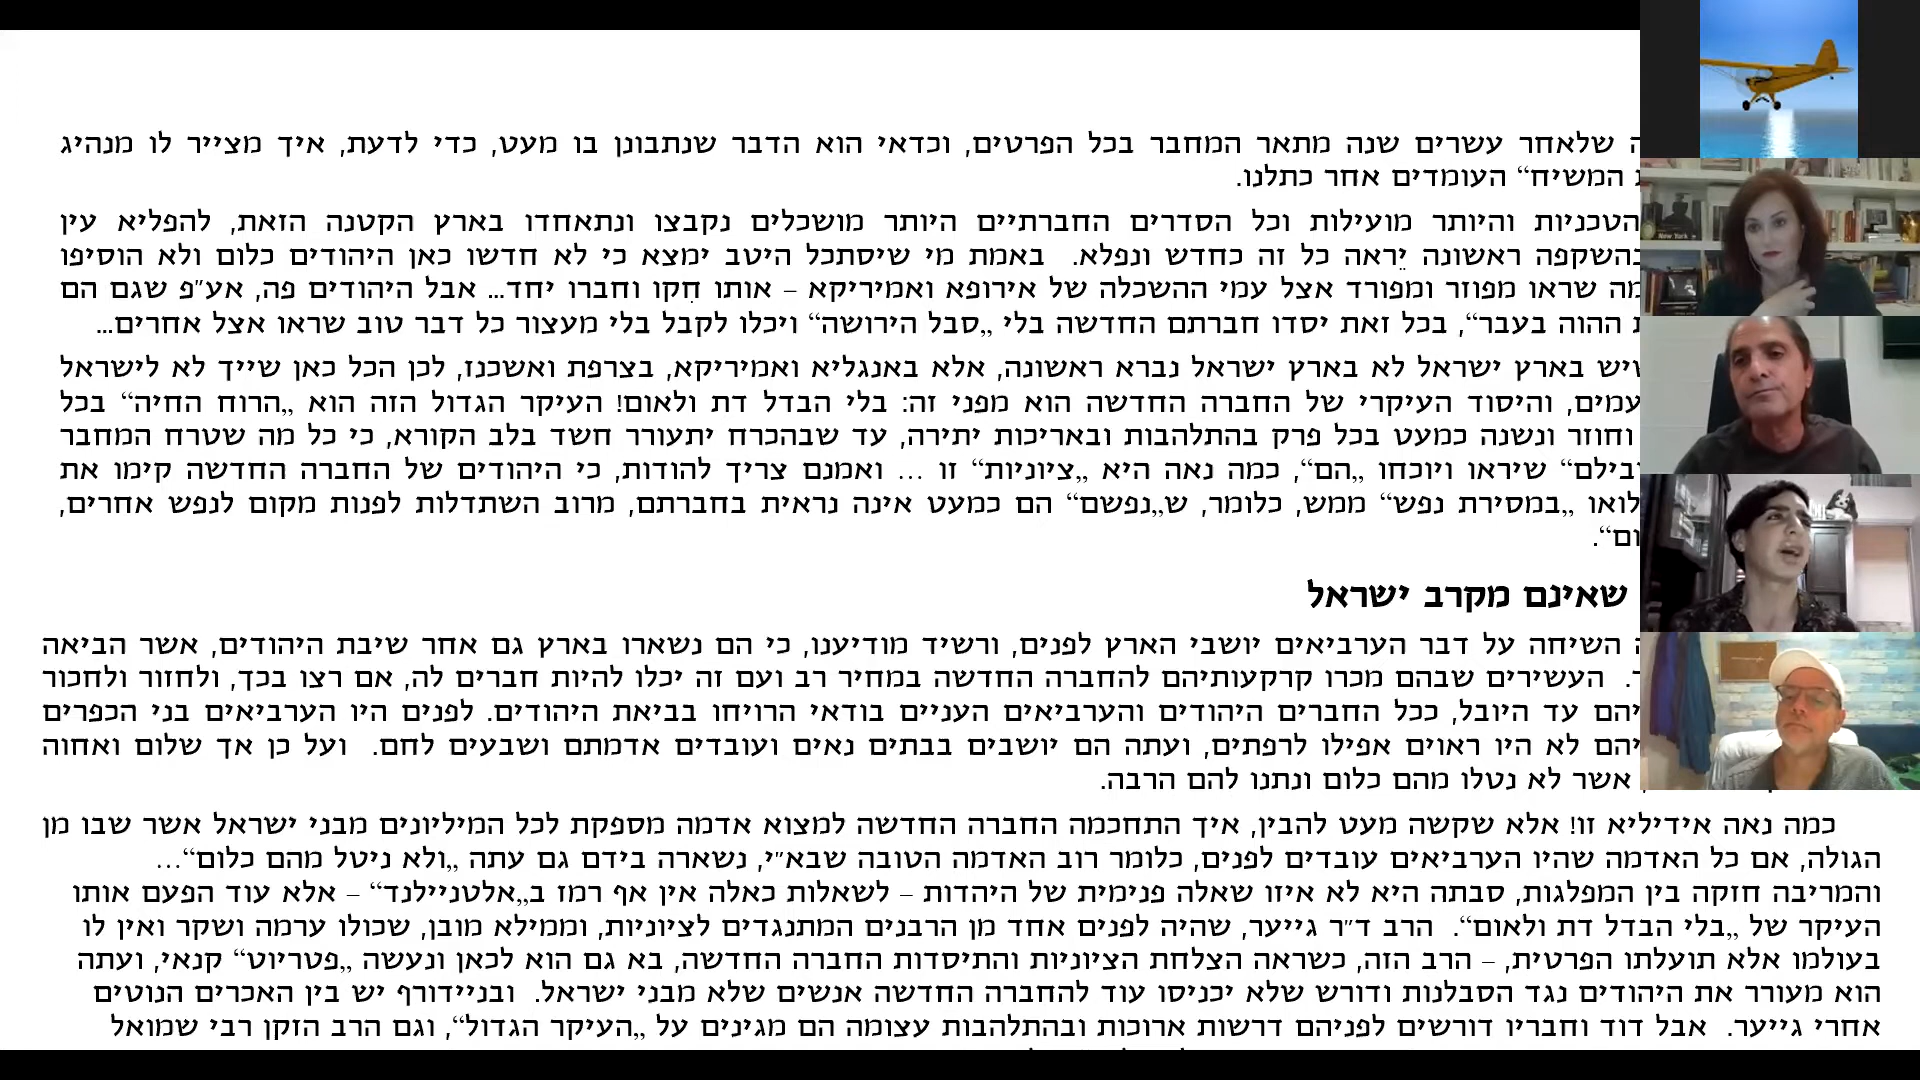 שלאחר עשרים שנה מתאר המחבר בכל הפרטים, וכדאי הוא הדבר שנתבונן בו מעט, כדי לדעת, איך מצייר לו מנהיג
המשיח“ העומדים אחר כתלנו.
הטכניות והיותר מועילות וכל הסדרים החברתיים היותר מושכלים נקבצו ונתאחדו בארץ הקטנה הזאת, להפליא עין
בהשקפה ראשונה יֵראה כל זה כחדש ונפלא. באמת מי שיסתכל היטב ימצא כי לא חדשו כאן היהודים כלום ולא הוסיפו
מה שראו מפוזר ומפורד אצל עמי ההשכלה של אירופא ואמיריקא – אותו חִקו וחברו יחד... אבל היהודים פה, אע״פ שגם הם
ההוה בעבר“, בכל זאת יסדו חברתם החדשה בלי „סבל הירושה“ ויכלו לקבל בלי מעצור כל דבר טוב שראו אצל אחרים...
שיש בארץ ישראל לא בארץ ישראל נברא ראשונה, אלא באנגליא ואמיריקא, בצרפת ואשכנז, לכן הכל כאן שייך לא לישראל
עמים, והיסוד העיקרי של החברה החדשה הוא מפני זה: בלי הבדל דת ולאום! העיקר הגדול הזה הוא „הרוח החיה“ בכל
וחוזר ונשנה כמעט בכל פרק בהתלהבות ובאריכות יתירה, עד שבהכרח יתעורר חשד בלב הקורא, כי כל מה שטרח המחבר
שיראו ויוכחו „הם“, כמה נאה היא „ציוניות“ זו ... ואמנם צריך להודות, כי היהודים של החברה החדשה קימו את
„במסירת נפש“ ממש, כלומר, ש„נפשם“ הם כמעט אינה נראית בחברתם, מרוב השתדלות לפנות מקום לנפש אחרים,
שאינם מקרב ישראל
השיחה על דבר הערביאים יושבי הארץ לפנים, ורשיד מודיענו, כי הם נשארו בארץ גם אחר שיבת היהודים, אשר הביאה
העשירים שבהם מכרו קרקעותיהם להחברה החדשה במחיר רב ועם זה יכלו להיות חברים לה, אם רצו בכך, ולחזור ולחכור
עד היובל, ככל החברים היהודים והערביאים העניים בודאי הרויחו בביאת היהודים. לפנים היו הערביאים בני הכפרים
לא היו ראוים אפילו לרפתים, ועתה הם יושבים בבתים נאים ועובדים אדמתם ושבעים לחם. ועל כן אך שלום ואחוה
אשר לא נטלו מהם כלום ונתנו להם הרבה.
כמה נאה אידיליא זו! אלא שקשה מעט להבין, איך התחכמה החברה החדשה למצוא אדמה מספקת לכל המיליונים מבני ישראל אשר שבו מן
הגולה, אם כל האדמה שהיו הערביאים עובדים לפנים, כלומר רוב האדמה הטובה שבא״י, נשארה בידם גם עתה „ולא ניטל מהם כלום“...
והמריבה חזקה בין המפלגות, סבתה היא לא איזו שאלה פנימית של היהדות – לשאלות כאלה אין אף רמז ב„אלטניילנד“ – אלא עוד הפעם אותו
העיקר של „בלי הבדל דת ולאום“. הרב ד״ר גייער, שהיה לפנים אחד מן הרבנים המתנגדים לציוניות, וממילא מובן, שכולו ערמה ושקר ואין לו
בעולמו אלא תועלתו הפרטית, – הרב הזה, כשראה הצלחת הציוניות והתיסדות החברה החדשה, בא גם הוא לכאן ונעשה „פטריוט“ קנאי, ועתה
הוא מעורר את היהודים נגד הסבלנות ודורש שלא יכניסו עוד להחברה החדשה אנשים שלא מבני ישראל. ובניידורף יש בין האכרים הנוטים
אחרי גייער. אבל דוד וחבריו דורשים לפניהם דרשות ארוכות ובהתלהבות עצומה הם מגינים על „העיקר הגדול“, וגם הרב הזקן רבי שמואל
New York